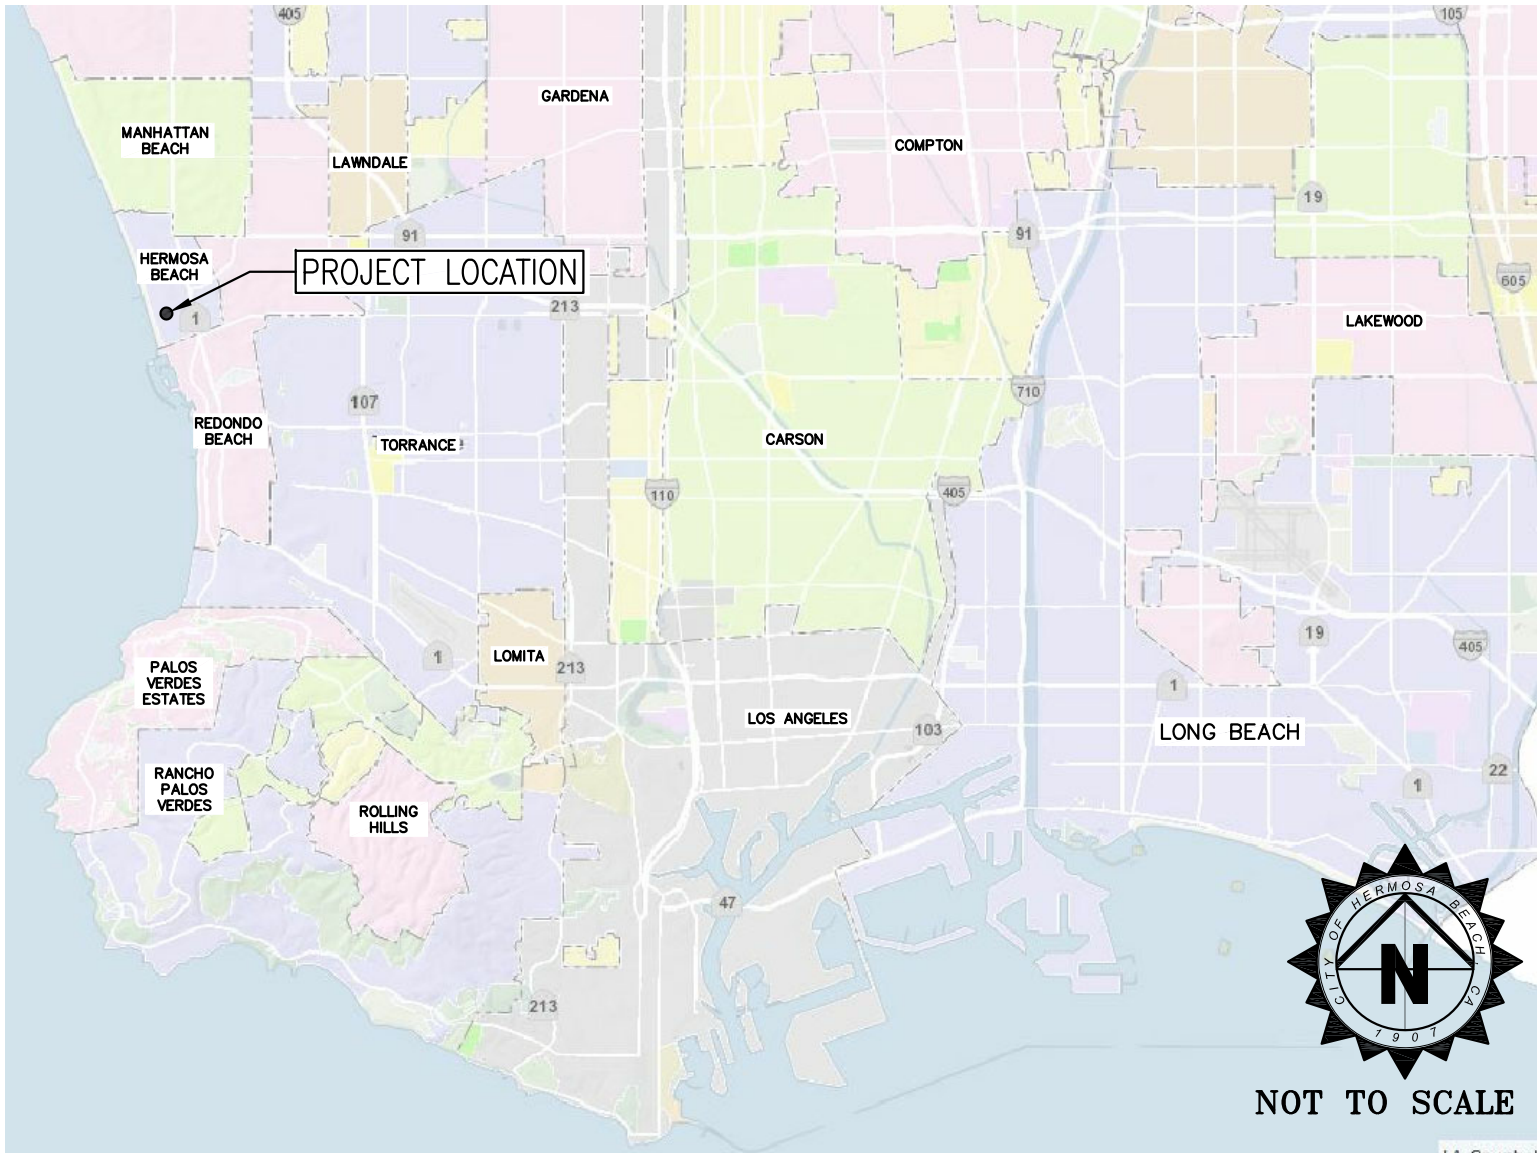 405
105
GARDENA
MANHATTAN
BEACH
LAWNDALE
COMPTON
19
91
91
HERMOSA
BEACH
PROJECT LOCATION
605
213
1
LAKEWOOD
710
107
REDONDO
BEACH
TORRANCE
CARSON
110
405
19
405
LOMITA
1
213
PALOS
VERDES
ESTATES
1
LOS ANGELES
103
LONG BEACH
RANCHO
PALOS
VERDES
22
1
ROLLING
HILLS
47
213
CITY OF HERMOSA BEACH, CA
N
1907
NOT TO SCALE